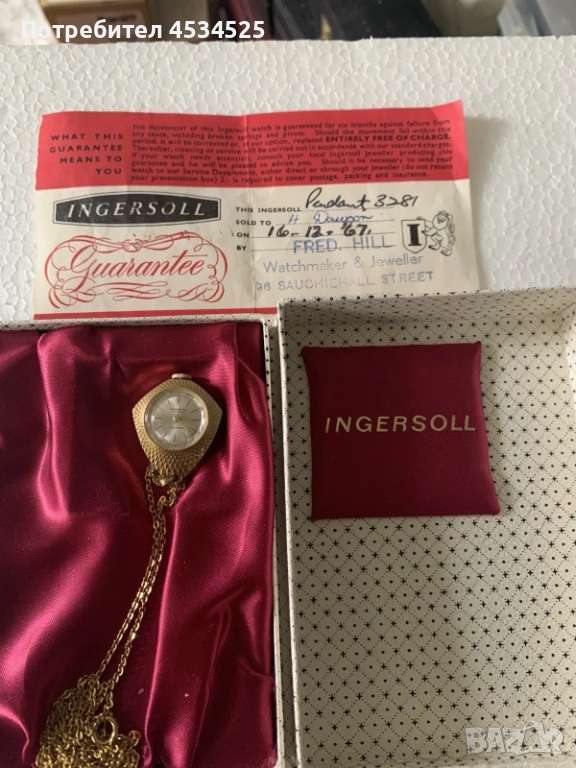 Потребител 4534525
WHAT THIS
GUARANTEE
MEANS TO
YOU
THE MOVEMENT of this Ingersoll watch is guaranteed for six months against failure from
any cause, including broken springs and pivots. Should the movement fail within this
period, it will be corrected or, at our option, replaced ENTIRELY FREE OF CHARGE.
Thereafter, cleaning or service will be carried out in accordance with our standard charges.
If your watch needs attention, consult your local Ingersoll jeweller producing this
guarantee and he will be pleased to advise you. Should it be necessary to send your
watch to our Service Department, either direct or through your jeweller (do not return
your presentation box) 2/- is required to cover postage, packing and insurance.
INGERSOLL
Guarantee
THIS INGERSOLL Pendant 3281
SOLD TO H Dawson
ON 16-12-'67.
BY FRED. HILL
Watchmaker & Jeweller
96 SAUCHIEHALL STREET
I
INGERSOLL
BAZAR